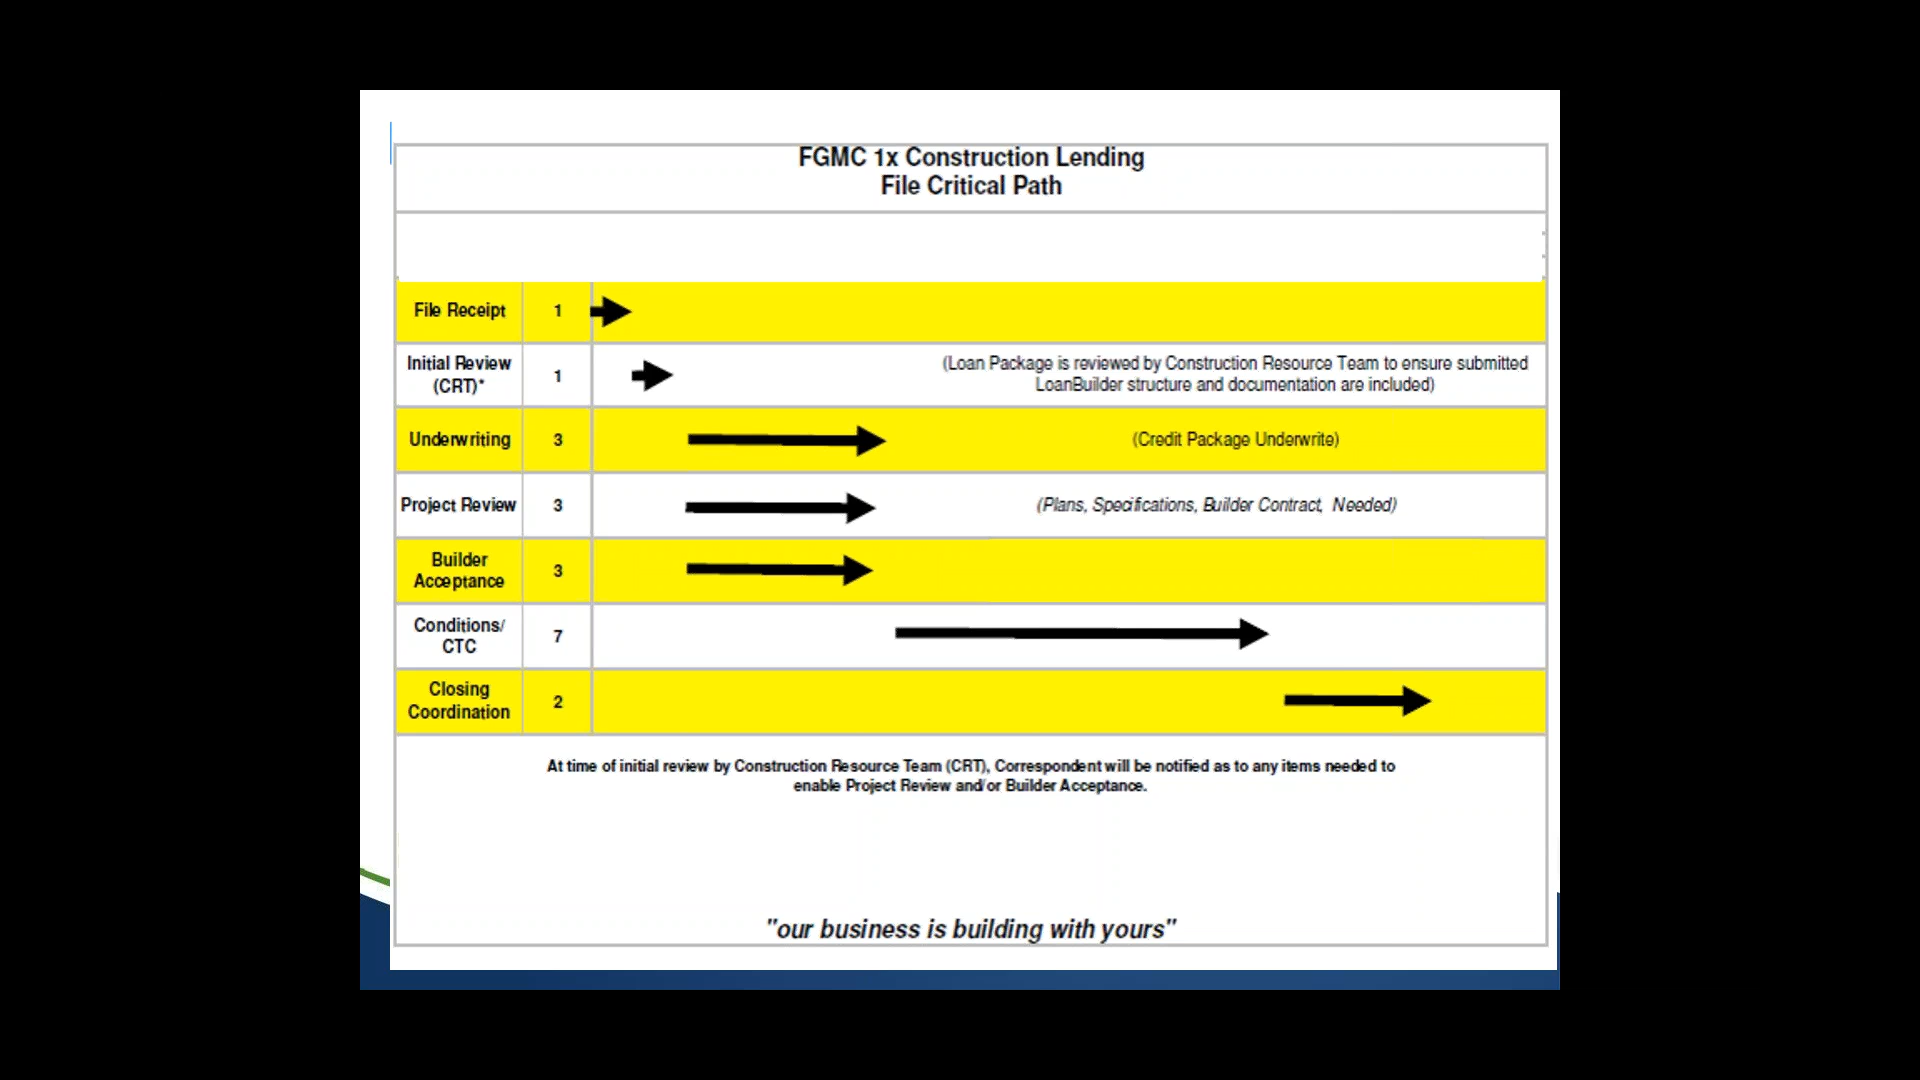 FGMC 1x Construction Lending
File Critical Path
File Receipt 1
Initial Review
(CRT)* 1
(Loan Package is reviewed by Construction Resource Team to ensure submitted
LoanBuilder structure and documentation are included)
Underwriting 3 (Credit Package Underwrite)
Project Review 3 (Plans, Specifications, Builder Contract, Needed)
Builder
Acceptance 3
Conditions/
CTC 7
Closing
Coordination 2
At time of initial review by Construction Resource Team (CRT), Correspondent will be notified as to any items needed to
enable Project Review and/or Builder Acceptance.
"our business is building with yours"